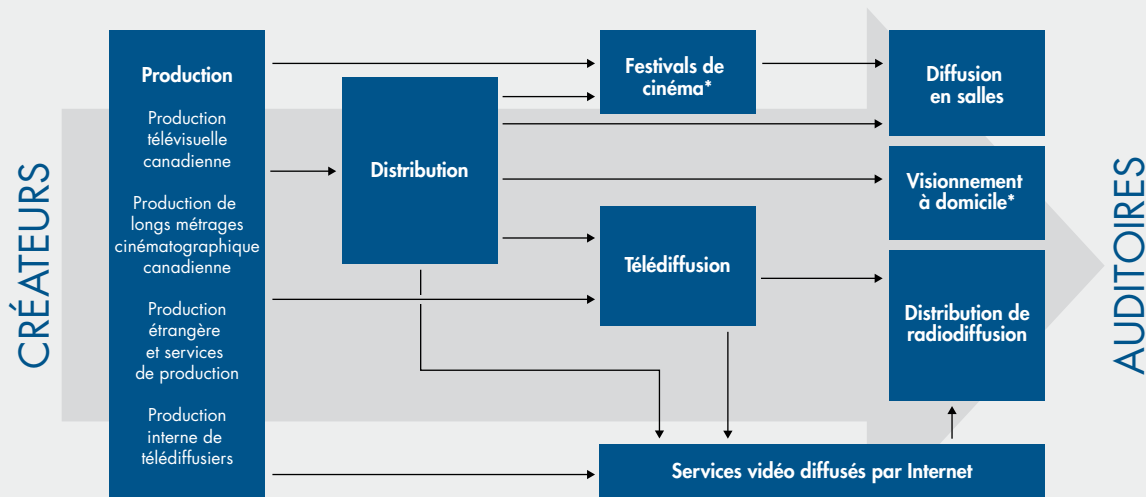 CRÉATEURS
Production
Production
télévisuelle
canadienne
Production de
longs métrages
cinématographique
canadienne
Production
étrangère
et services
de production
Production
interne de
télédiffusiers
Distribution
Festivals de
cinéma*
Télédiffusion
Services vidéo diffusés par Internet
Diffusion
en salles
Visionnement
à domicile*
Distribution de
radiodiffusion
AUDITOIRES